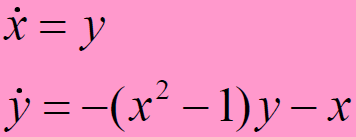 ẋ = y
ẏ = −(x² − 1)y − x